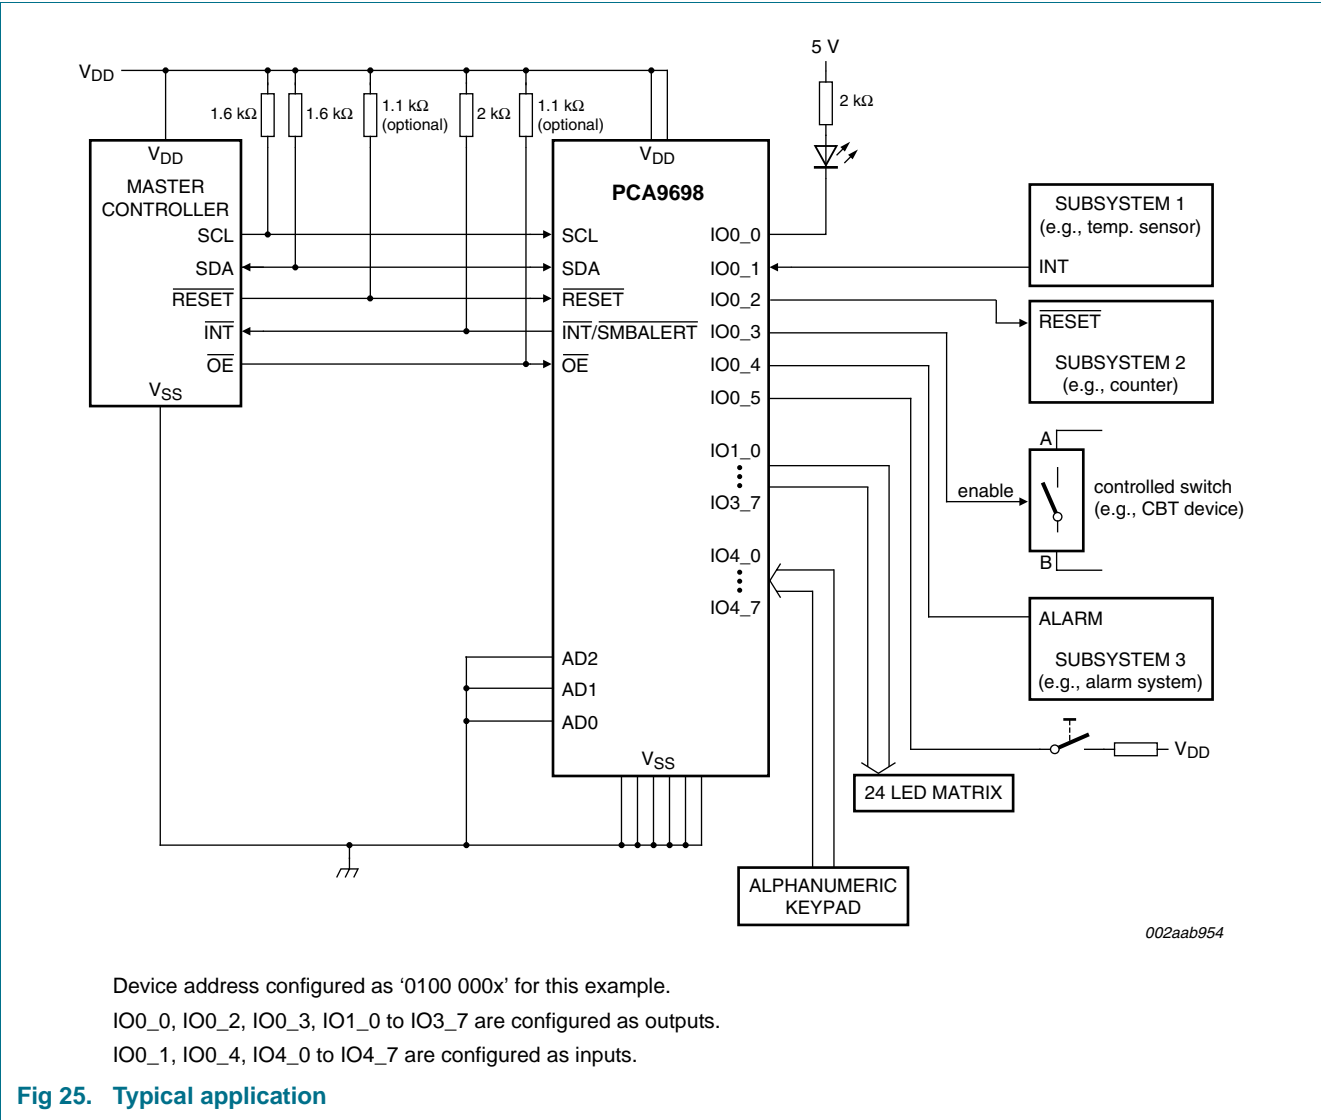 5 V
VDD
2 kΩ
1.6 kΩ
1.6 kΩ
1.1 kΩ
(optional)
2 kΩ
1.1 kΩ
(optional)
VDD
MASTER
CONTROLLER
SCL
SDA
RESET
INT
OE
VSS
VDD
PCA9698
SCL
SDA
RESET
INT/SMBALERT
OE
AD2
AD1
AD0
VSS
IO0_0
IO0_1
IO0_2
IO0_3
IO0_4
IO0_5
IO1_0
IO3_7
IO4_0
IO4_7
SUBSYSTEM 1
(e.g., temp. sensor)
INT
RESET
SUBSYSTEM 2
(e.g., counter)
A
enable
controlled switch
(e.g., CBT device)
B
ALARM
SUBSYSTEM 3
(e.g., alarm system)
VDD
24 LED MATRIX
ALPHANUMERIC
KEYPAD
002aab954
Device address configured as ‘0100 000x’ for this example.
IO0_0, IO0_2, IO0_3, IO1_0 to IO3_7 are configured as outputs.
IO0_1, IO0_4, IO4_0 to IO4_7 are configured as inputs.
Fig 25. Typical application